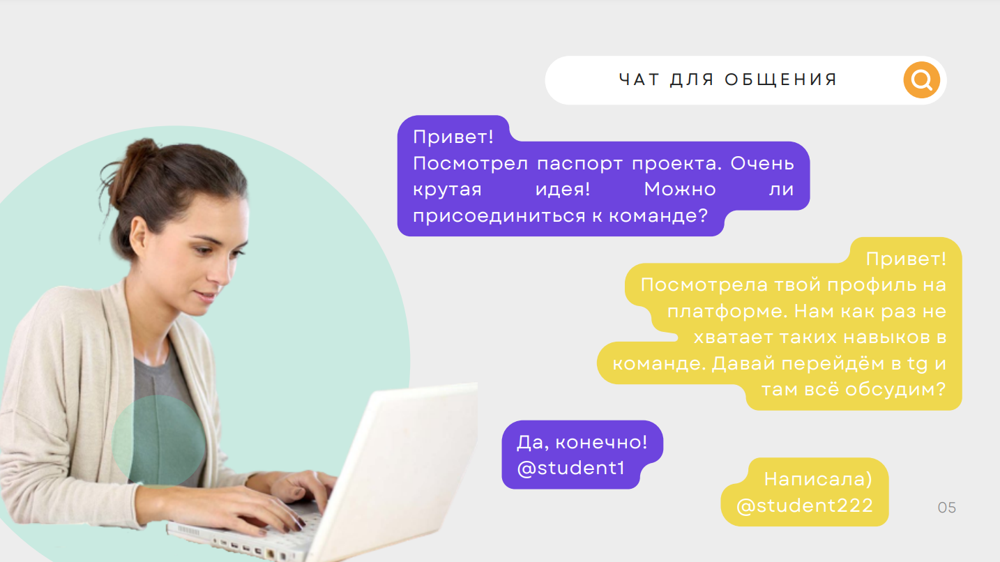 ЧАТ ДЛЯ ОБЩЕНИЯ
Привет!
Посмотрел паспорт проекта. Очень
крутая идея! Можно ли
присоединиться к команде?
Привет!
Посмотрела твой профиль на
платформе. Нам как раз не
хватает таких навыков в
команде. Давай перейдём в tg и
там всё обсудим?
Да, конечно!
@student1
Написала)
@student222
05